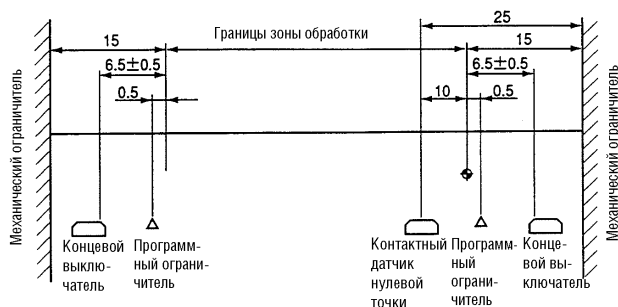 25
Границы зоны обработки
15
15
6.5±0.5
6.5±0.5
0.5
10
0.5
Механический ограничитель
Механический ограничитель
Концевой
выклю-
чатель
Программ-
ный ограни-
читель
Контактный
датчик
нулевой
точки
Программ-
ный
ограни-
читель
Конце-
вой вы-
ключатель